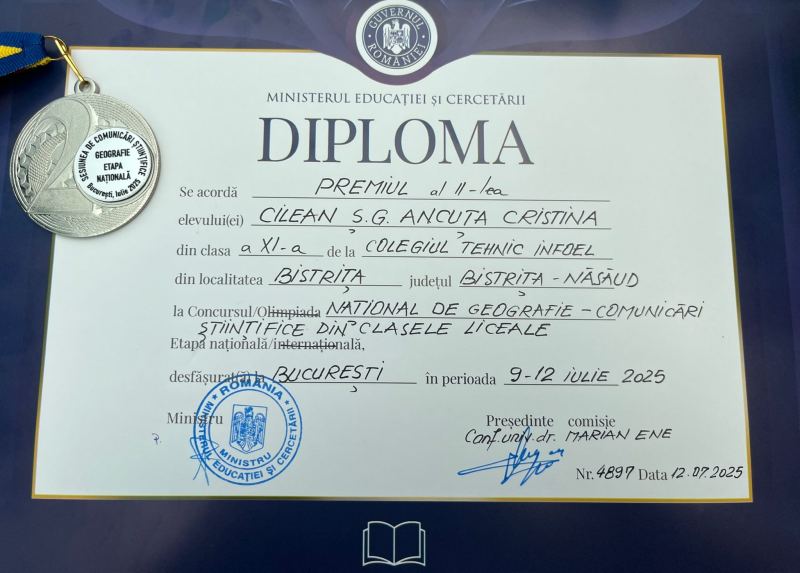 GUVERNUL ROMÂNIEI
MINISTERUL EDUCAȚIEI ȘI CERCETĂRII
DIPLOMA
2
SESIUNEA DE COMUNICĂRI ȘTIINȚIFICE
GEOGRAFIE
ETAPA
NAȚIONALĂ
București, Iulie 2025
Se acordă PREMIUL al II-lea
elevului(ei) CILEAN Ș.G. ANCUȚA CRISTINA
din clasa a XI-a de la COLEGIUL TEHNIC INFOEL
din localitatea BISTRIȚA județul BISTRIȚA - NĂSĂUD
la Concursul/Olimpiada NAȚIONAL DE GEOGRAFIE - COMUNICĂRI
ȘTIINȚIFICE DIN CLASELE LICEALE
Etapa națională/internațională,
desfășurat(ă) la BUCUREȘTI în perioada 9-12 IULIE 2025
Ministru Președinte comisie
P. Conf. univ. dr. MARIAN ENE
ROMÂNIA
MINISTERUL EDUCAȚIEI ȘI CERCETĂRII
MINISTRU
Nr. 4897 Data 12.07.2025